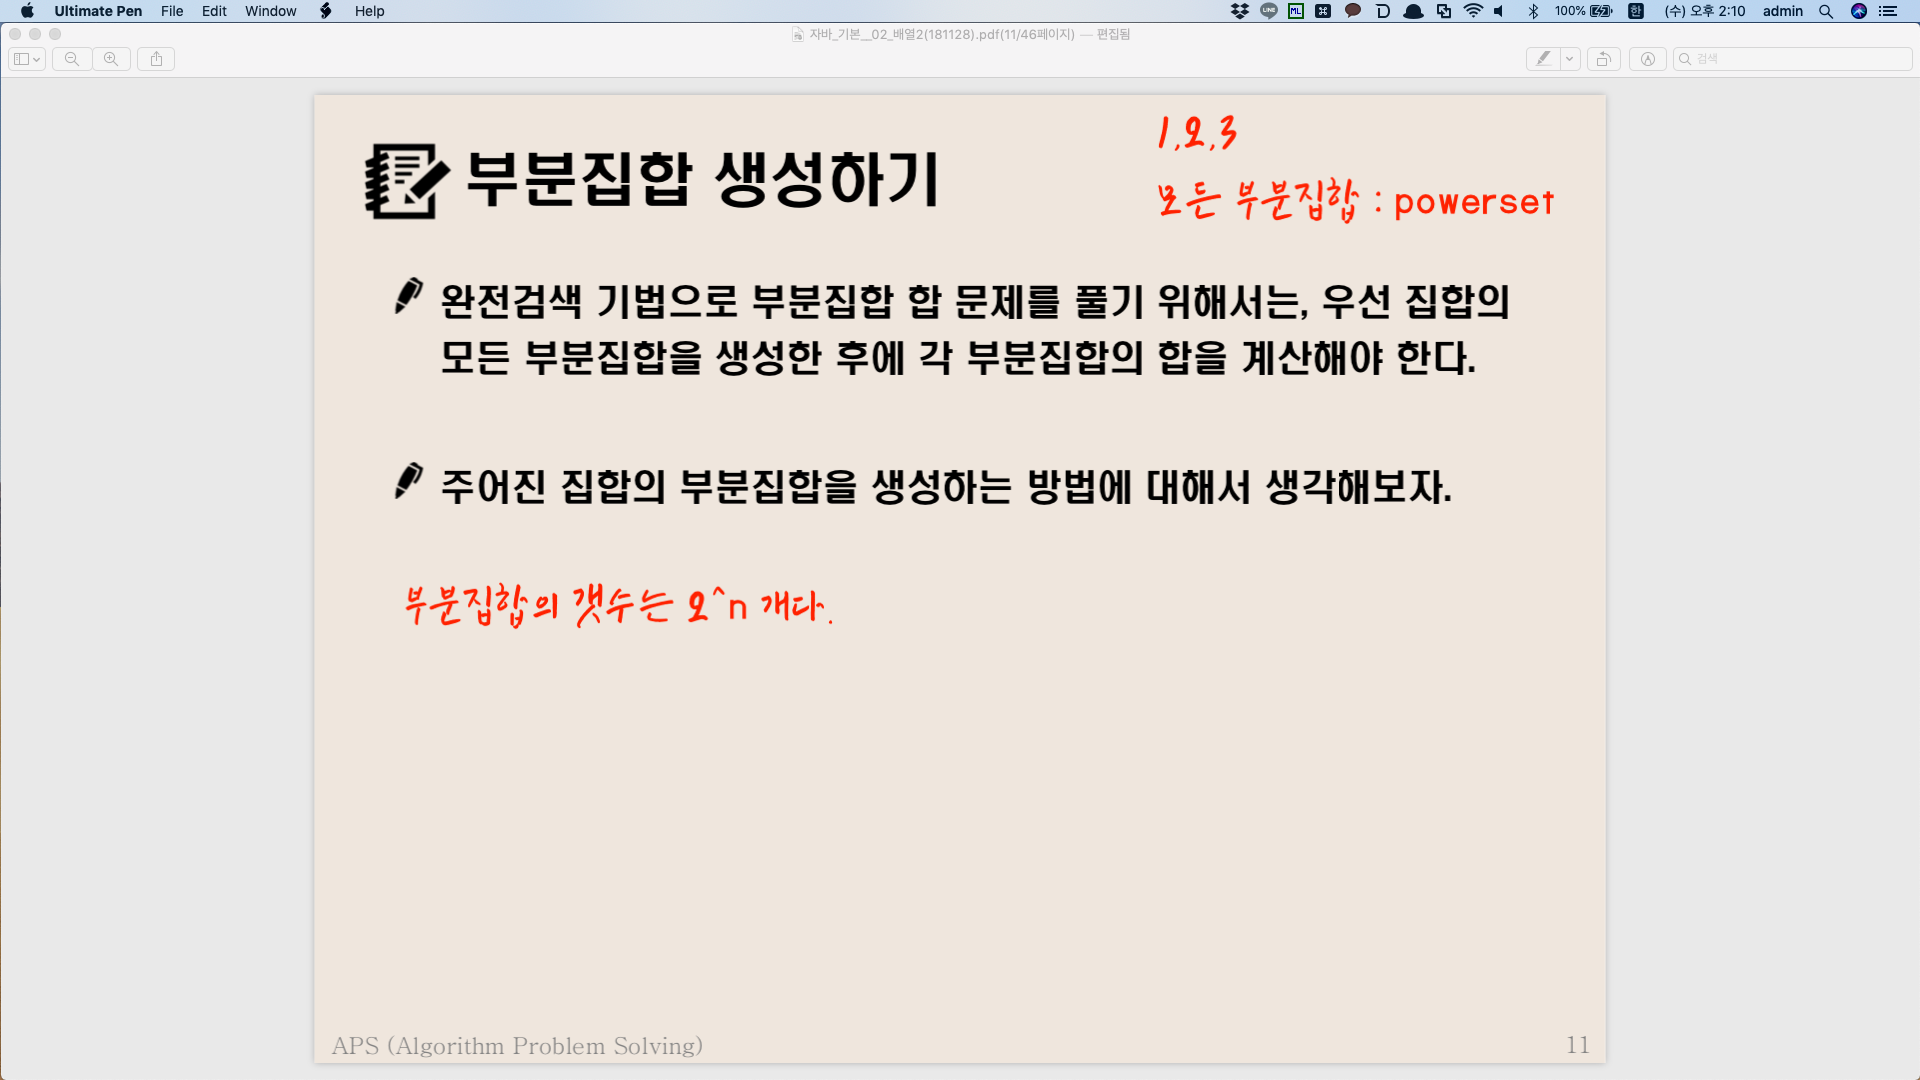 Ultimate Pen File Edit Window Help 100% (수) 오후 2:10 admin
자바_기본__02_배열2(181128).pdf(11/46페이지) — 편집됨
검색
1,2,3
부분집합 생성하기
모든 부분집합 : powerset
완전검색 기법으로 부분집합 합 문제를 풀기 위해서는, 우선 집합의
모든 부분집합을 생성한 후에 각 부분집합의 합을 계산해야 한다.
주어진 집합의 부분집합을 생성하는 방법에 대해서 생각해보자.
부분집합의 갯수는 2^n 개다.
APS (Algorithm Problem Solving) 11